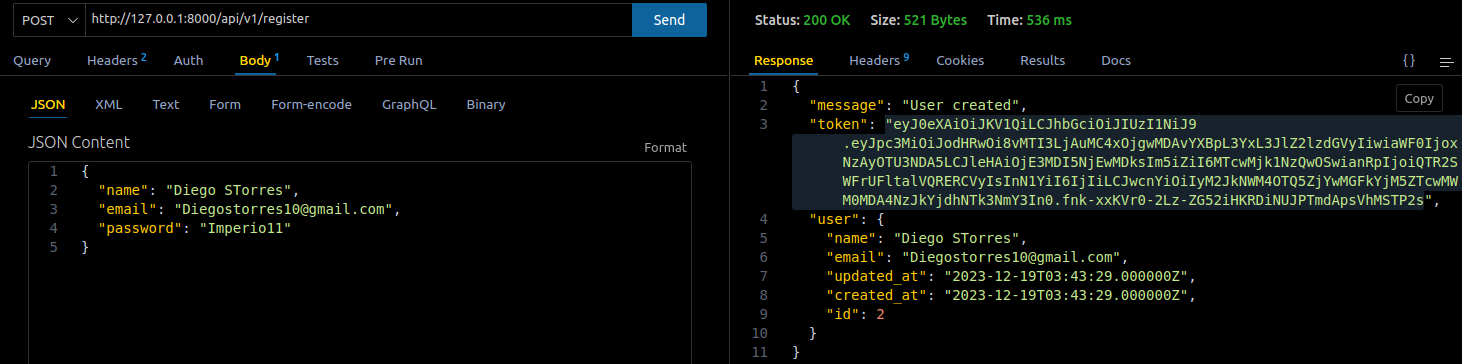 POST http://127.0.0.1:8000/api/v1/register Send
Query Headers 2 Auth Body 1 Tests Pre Run
JSON XML Text Form Form-encode GraphQL Binary
JSON Content Format
1 {
2 "name": "Diego STorres",
3 "email": "Diegostorres10@gmail.com",
4 "password": "Imperio11"
5 }
Status: 200 OK Size: 521 Bytes Time: 536 ms
Response Headers 9 Cookies Results Docs {}
Copy
1 {
2 "message": "User created",
3 "token": "eyJ0eXAiOiJKV1QiLCJhbGciOiJIUzI1NiJ9
.eyJpc3MiOiJodHRwOi8vMTI3LjAuMC4xOjgwMDAvYXBpL3YxL3JlZ2lzdGVyIiwiaWF0Ijox
NzAyOTU3NDA5LCJleHAiOjE3MDI5NjEwMDksIm5iZiI6MTcwMjk1NzQwOSwianRpIjoiQTR2S
WFrUFltalVQRERCVyIsInN1YiI6IjIiLCJwcnYiOiIyM2JkNWM4OTQ5ZjYwMGFkYjM5ZTcwMW
M0MDA4NzJkYjdhNTk3NmY3In0.fnk-xxKVr0-2Lz-ZG52iHKRDiNUJPTmdApsVhMSTP2s",
4 "user": {
5 "name": "Diego STorres",
6 "email": "Diegostorres10@gmail.com",
7 "updated_at": "2023-12-19T03:43:29.000000Z",
8 "created_at": "2023-12-19T03:43:29.000000Z",
9 "id": 2
10 }
11 }